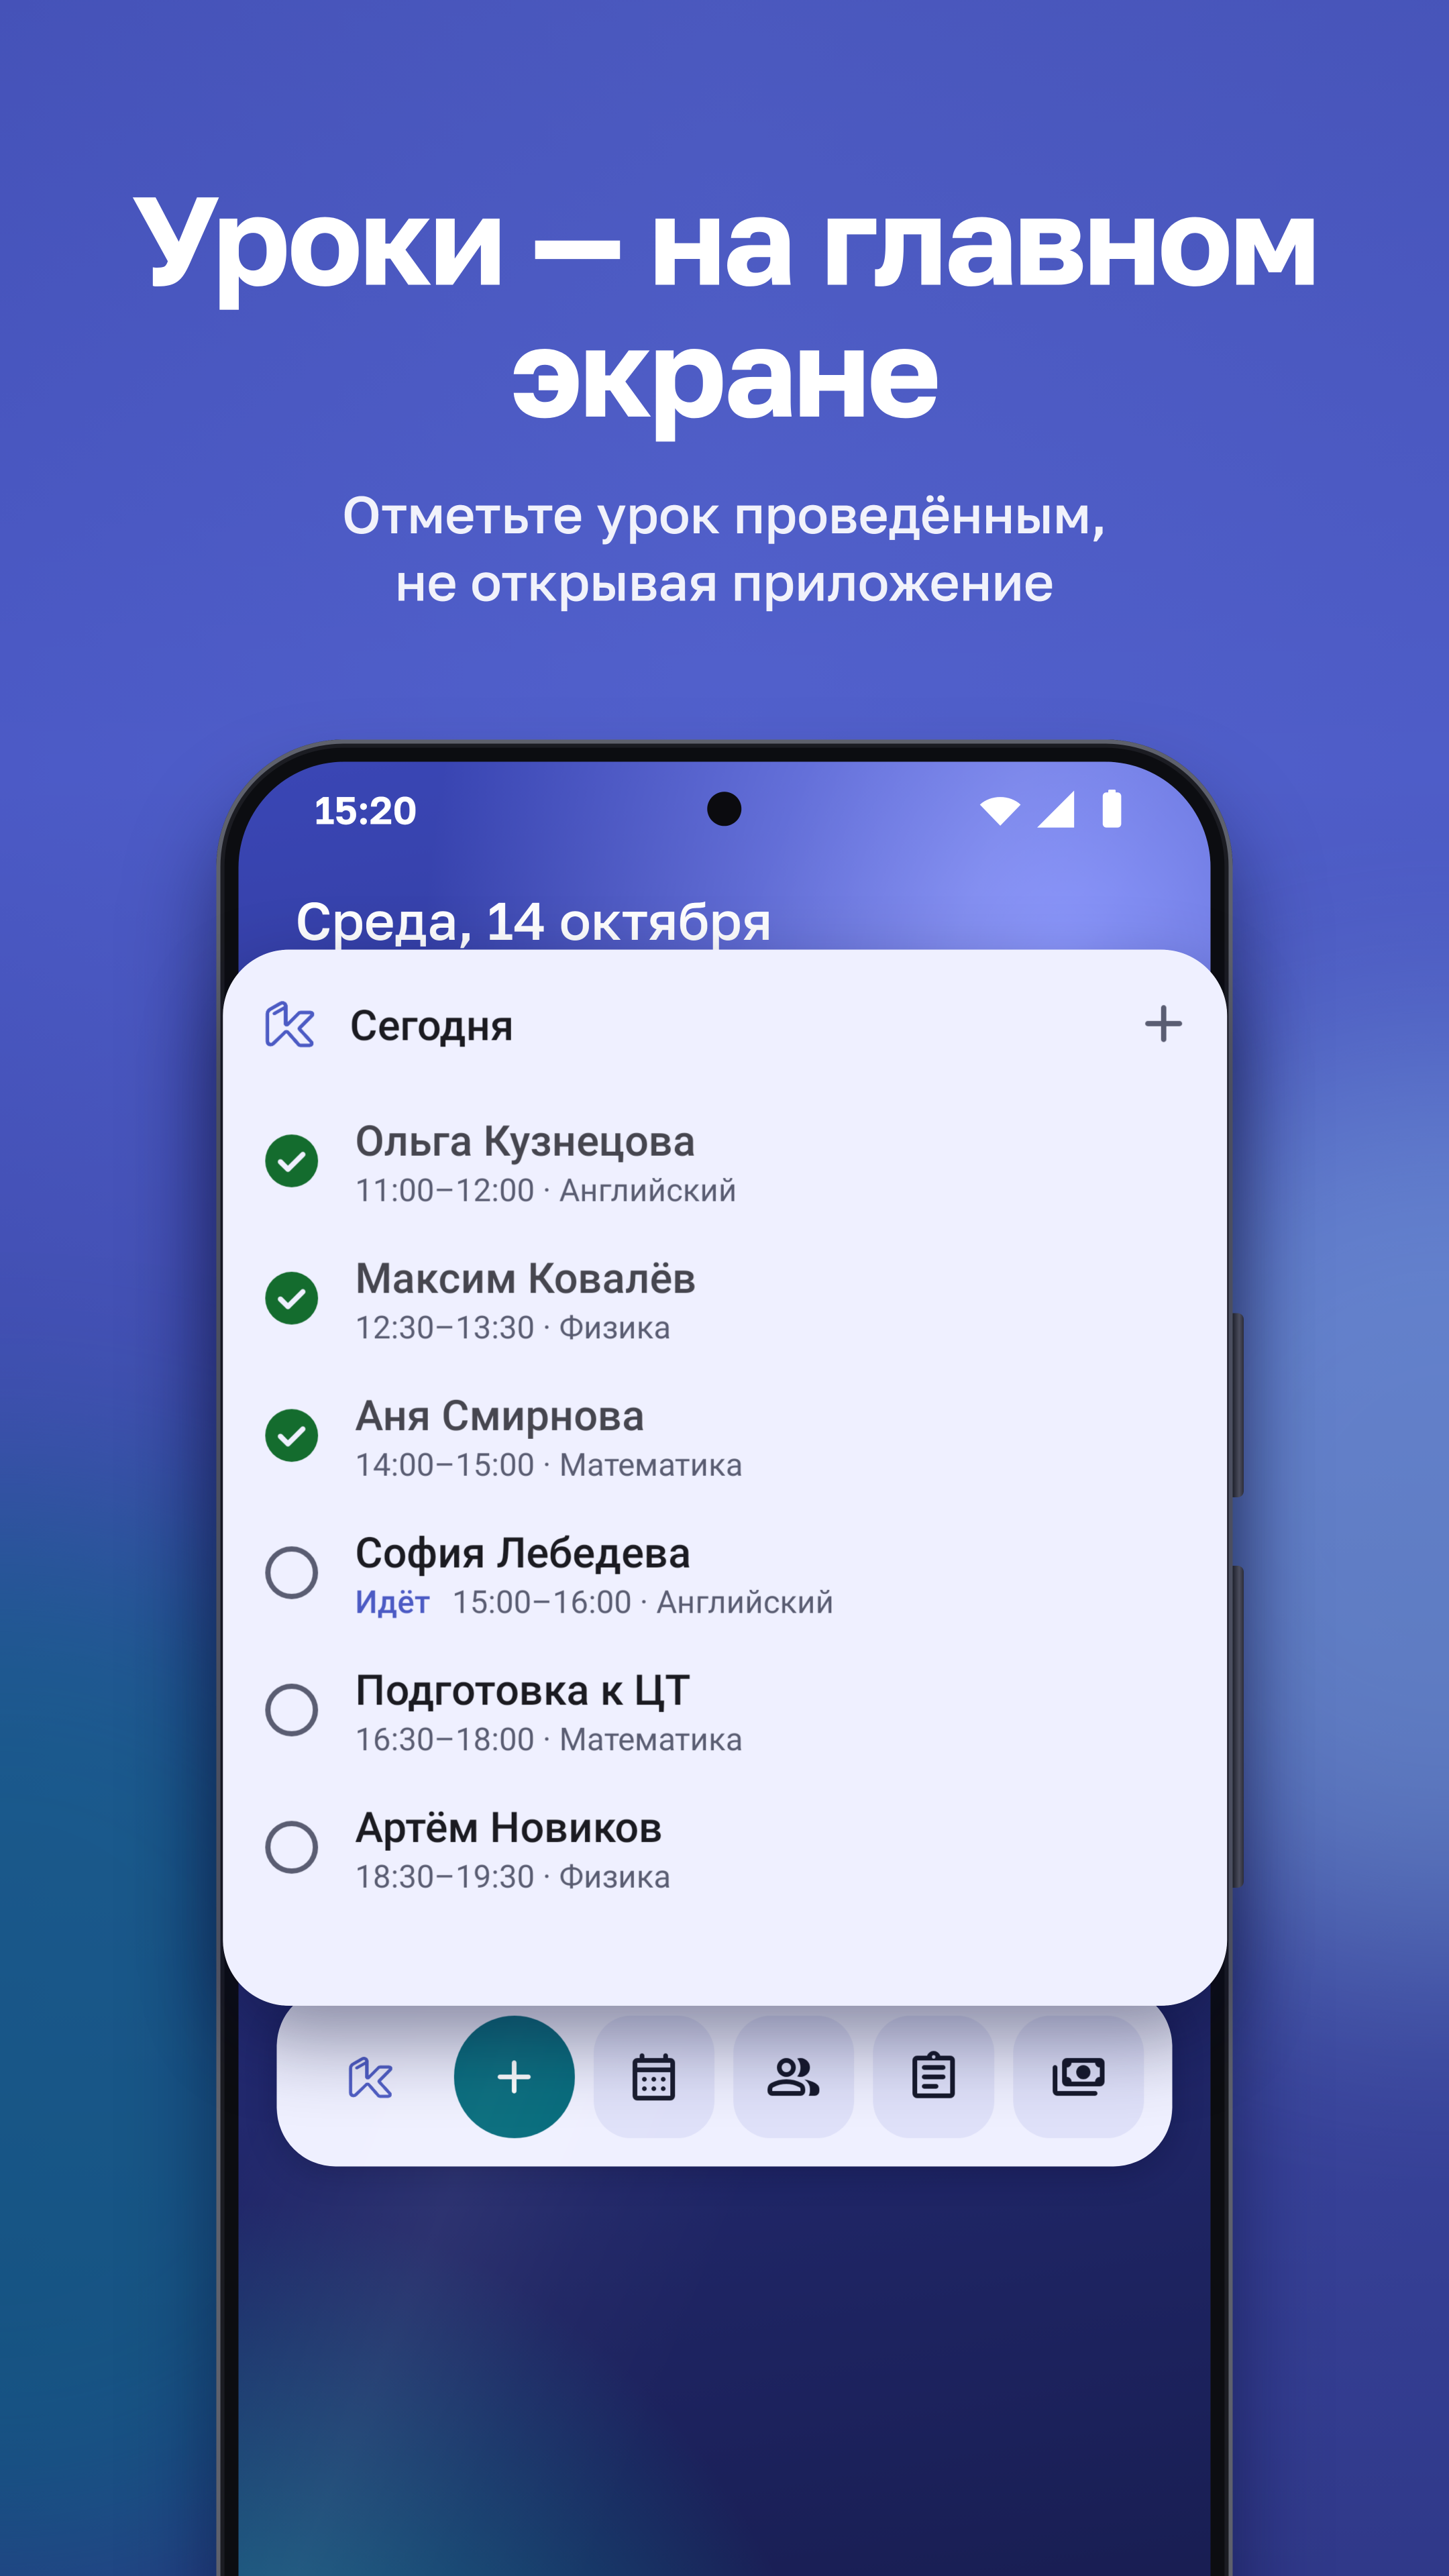 Уроки — на главном
экране
Отметьте урок проведённым,
не открывая приложение
15:20
Среда, 14 октября
Сегодня
Ольга Кузнецова
11:00–12:00 · Английский
Максим Ковалёв
12:30–13:30 · Физика
Аня Смирнова
14:00–15:00 · Математика
София Лебедева
Идёт 15:00–16:00 · Английский
Подготовка к ЦТ
16:30–18:00 · Математика
Артём Новиков
18:30–19:30 · Физика